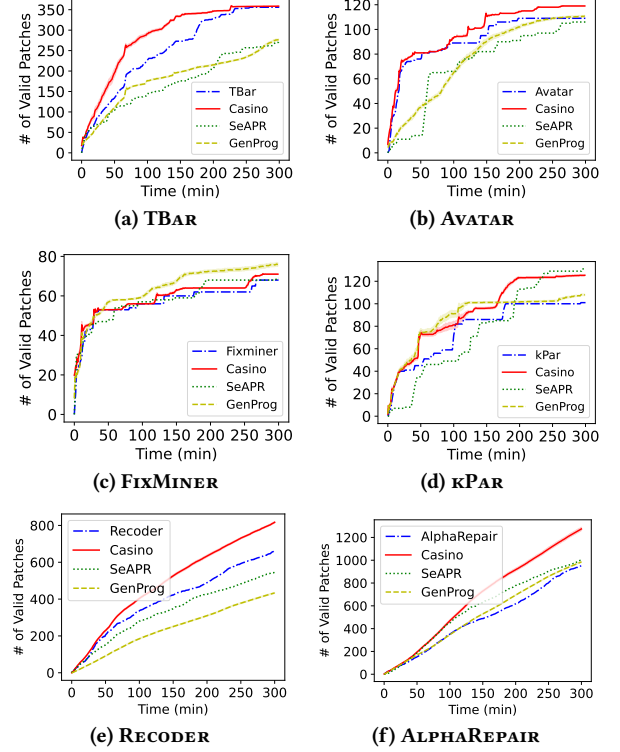 350
300
250
200
150
100
50
0
# of Valid Patches
TBar
Casino
SeAPR
GenProg
0 50 100 150 200 250 300
Time (min)
(a) TBAR
120
100
80
60
40
20
0
# of Valid Patches
Avatar
Casino
SeAPR
GenProg
0 50 100 150 200 250 300
Time (min)
(b) AVATAR
80
60
40
20
0
# of Valid Patches
Fixminer
Casino
SeAPR
GenProg
0 50 100 150 200 250 300
Time (min)
(c) FIXMINER
120
100
80
60
40
20
0
# of Valid Patches
kPar
Casino
SeAPR
GenProg
0 50 100 150 200 250 300
Time (min)
(d) KPAR
800
600
400
200
0
# of Valid Patches
Recoder
Casino
SeAPR
GenProg
0 50 100 150 200 250 300
Time (min)
(e) RECODER
1200
1000
800
600
400
200
0
# of Valid Patches
AlphaRepair
Casino
SeAPR
GenProg
0 50 100 150 200 250 300
Time (min)
(f) ALPHAREPAIR